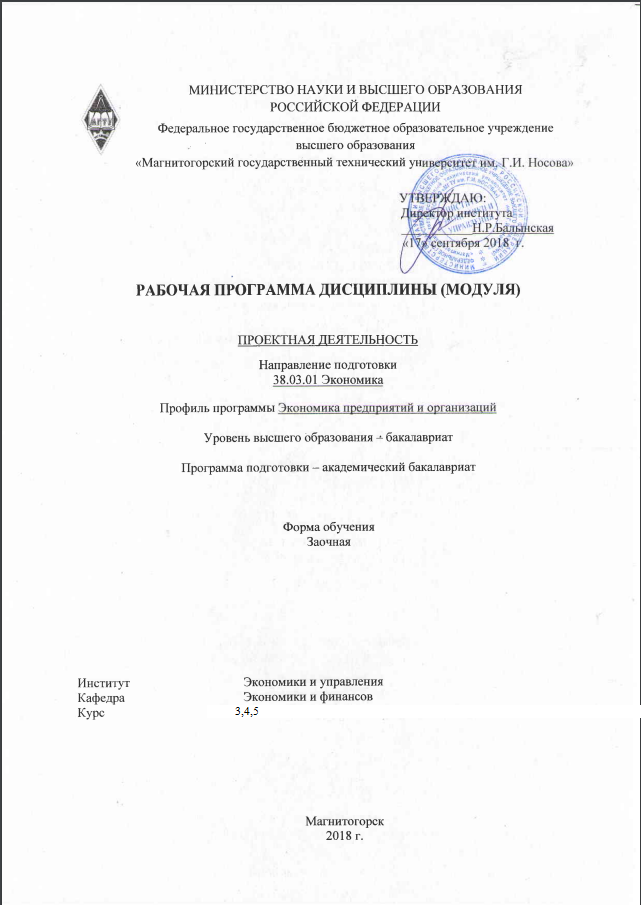 МИНИСТЕРСТВО НАУКИ И ВЫСШЕГО ОБРАЗОВАНИЯ
РОССИЙСКОЙ ФЕДЕРАЦИИ
Федеральное государственное бюджетное образовательное учреждение
высшего образования
«Магнитогорский государственный технический университет им. Г.И. Носова»
УТВЕРЖДАЮ:
Директор института
Н.Р.Балынская
«17» сентября 2018 г.
РАБОЧАЯ ПРОГРАММА ДИСЦИПЛИНЫ (МОДУЛЯ)
ПРОЕКТНАЯ ДЕЯТЕЛЬНОСТЬ
Направление подготовки
38.03.01 Экономика
Профиль программы Экономика предприятий и организаций
Уровень высшего образования – бакалавриат
Программа подготовки – академический бакалавриат
Форма обучения
Заочная
Институт Экономики и управления
Кафедра Экономики и финансов
Курс 3,4,5
Магнитогорск
2018 г.